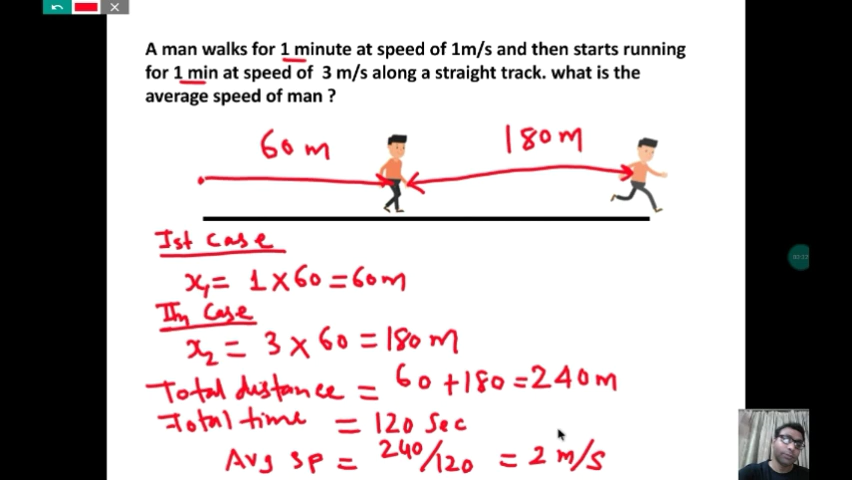 A man walks for 1 minute at speed of 1m/s and then starts running
for 1 min at speed of 3 m/s along a straight track. what is the
average speed of man ?
60 m
180 m
Ist case
x₁ = 1 × 60 = 60 m
IIn Case
x₂ = 3 × 60 = 180 m
Total distance = 60 + 180 = 240 m
Total time = 120 Sec
Avg sp = 240/120 = 2 m/s